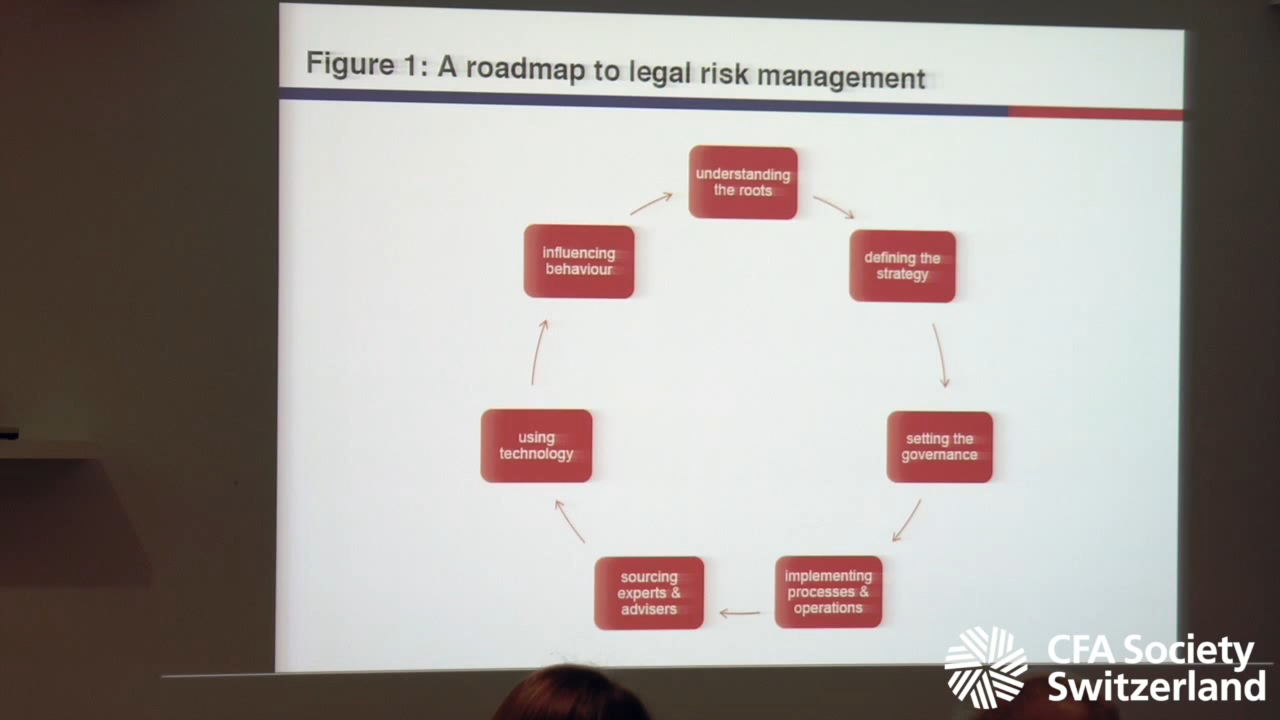 Figure 1: A roadmap to legal risk management
understanding
the roots
defining the
strategy
setting the
governance
implementing
processes &
operations
sourcing
experts &
advisers
using
technology
influencing
behaviour
CFA Society
Switzerland